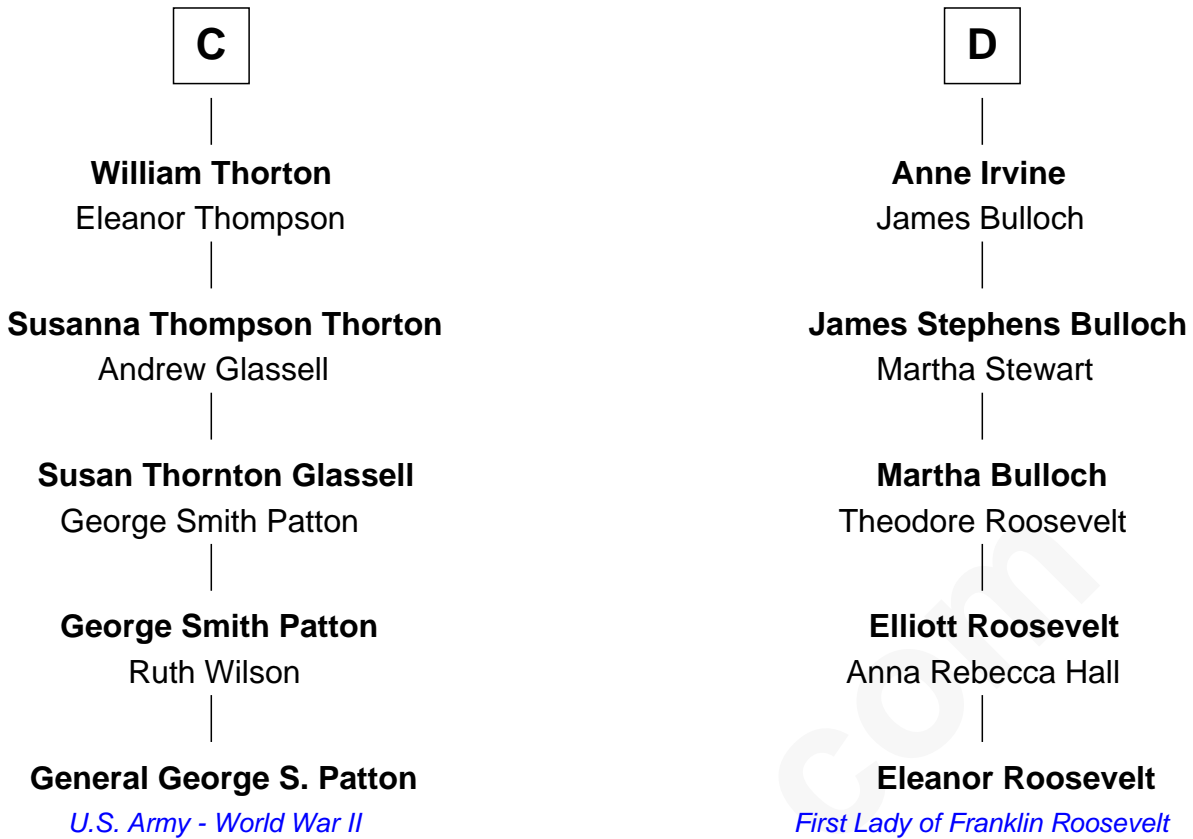 C
William Thorton
Eleanor Thompson
Susanna Thompson Thorton
Andrew Glassell
Susan Thornton Glassell
George Smith Patton
George Smith Patton
Ruth Wilson
General George S. Patton
U.S. Army - World War II
D
Anne Irvine
James Bulloch
James Stephens Bulloch
Martha Stewart
Martha Bulloch
Theodore Roosevelt
Elliott Roosevelt
Anna Rebecca Hall
Eleanor Roosevelt
First Lady of Franklin Roosevelt
com